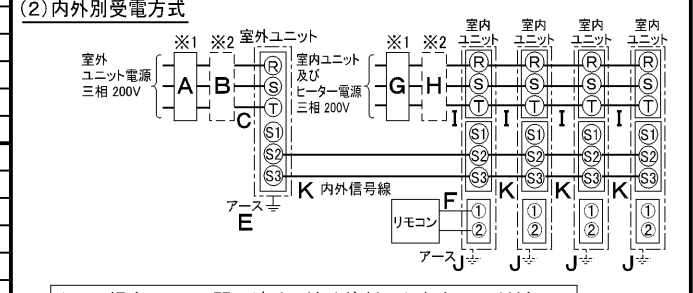 (2)内外別受電方式
室外
ユニット電源
三相 200V
※1
※2
A
B
C
室外ユニット
R
S
T
S1
S2
S3
アース
E
室内ユニット
及び
ヒーター電源
三相 200V
※1
※2
G
H
室内
ユニット
室内
ユニット
室内
ユニット
室内
ユニット
R
R
R
R
S
S
S
S
T
T
T
T
I
I
I
I
S1
S1
S1
S1
S2
S2
S2
S2
S3
S3
S3
S3
K 内外信号線
K
K
K
F
リモコン
① ① ① ①
② ② ② ②
アース
J
J
J
J